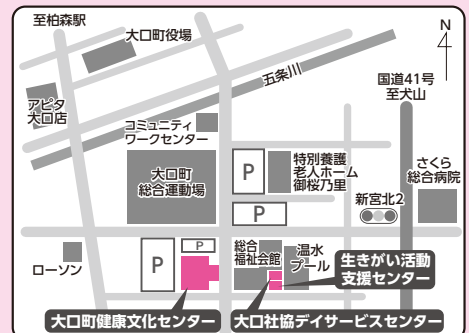 至柏森駅
大口町役場
N
五条川
国道41号
至犬山
アピタ
大口店
コミュニティ
ワークセンター
大口町
総合運動場
P
特別養護
老人ホーム
御桜乃里
さくら
総合病院
新宮北2
P
P
P
ローソン
総合
福祉会館
温水
プール
生きがい活動
支援センター
大口町健康文化センター
大口社協デイサービスセンター